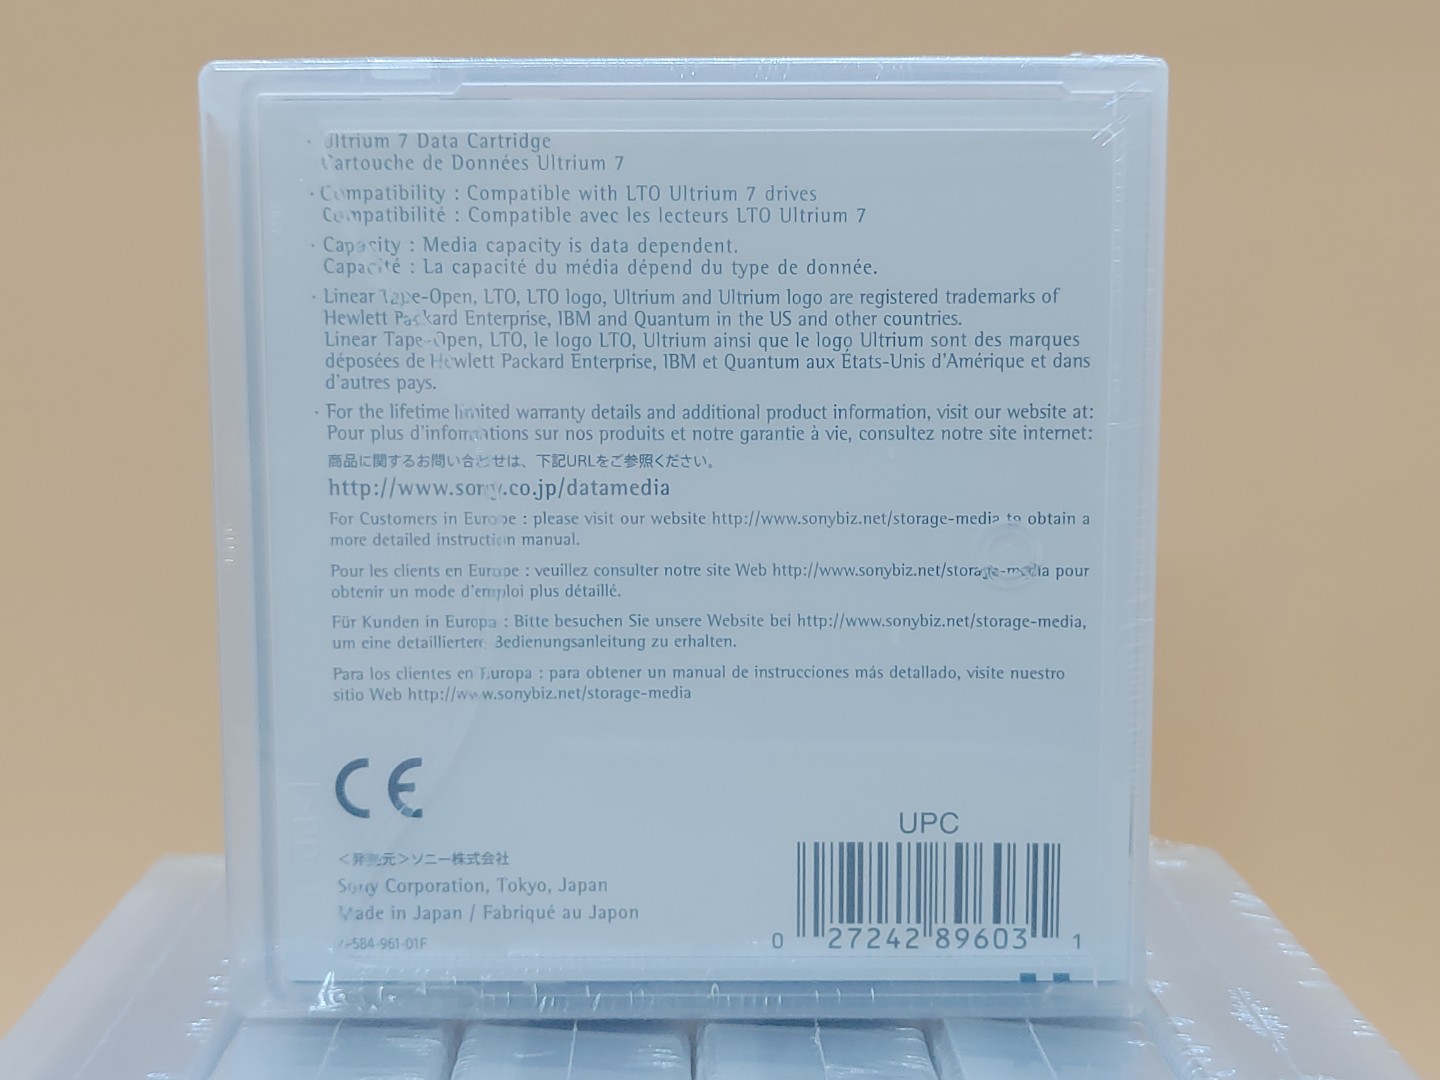 · Ultrium 7 Data Cartridge
Cartouche de Données Ultrium 7
· Compatibility : Compatible with LTO Ultrium 7 drives
Compatibilité : Compatible avec les lecteurs LTO Ultrium 7
· Capacity : Media capacity is data dependent.
Capacité : La capacité du média dépend du type de donnée.
· Linear Tape-Open, LTO, LTO logo, Ultrium and Ultrium logo are registered trademarks of
Hewlett Packard Enterprise, IBM and Quantum in the US and other countries.
Linear Tape-Open, LTO, le logo LTO, Ultrium ainsi que le logo Ultrium sont des marques
déposées de Hewlett Packard Enterprise, IBM et Quantum aux États-Unis d'Amérique et dans
d'autres pays.
· For the lifetime limited warranty details and additional product information, visit our website at:
Pour plus d'informations sur nos produits et notre garantie à vie, consultez notre site internet:
商品に関するお問い合わせは、下記URLをご参照ください。
http://www.sony.co.jp/datamedia
For Customers in Europe : please visit our website http://www.sonybiz.net/storage-media to obtain a
more detailed instruction manual.
Pour les clients en Europe : veuillez consulter notre site Web http://www.sonybiz.net/storage-media pour
obtenir un mode d'emploi plus détaillé.
Für Kunden in Europa : Bitte besuchen Sie unsere Website bei http://www.sonybiz.net/storage-media,
um eine detailliertere Bedienungsanleitung zu erhalten.
Para los clientes en Europa : para obtener un manual de instrucciones más detallado, visite nuestro
sitio Web http://www.sonybiz.net/storage-media
CE
<発売元>ソニー株式会社
Sony Corporation, Tokyo, Japan
Made in Japan / Fabriqué au Japon
UPC
0 27242 89603 1